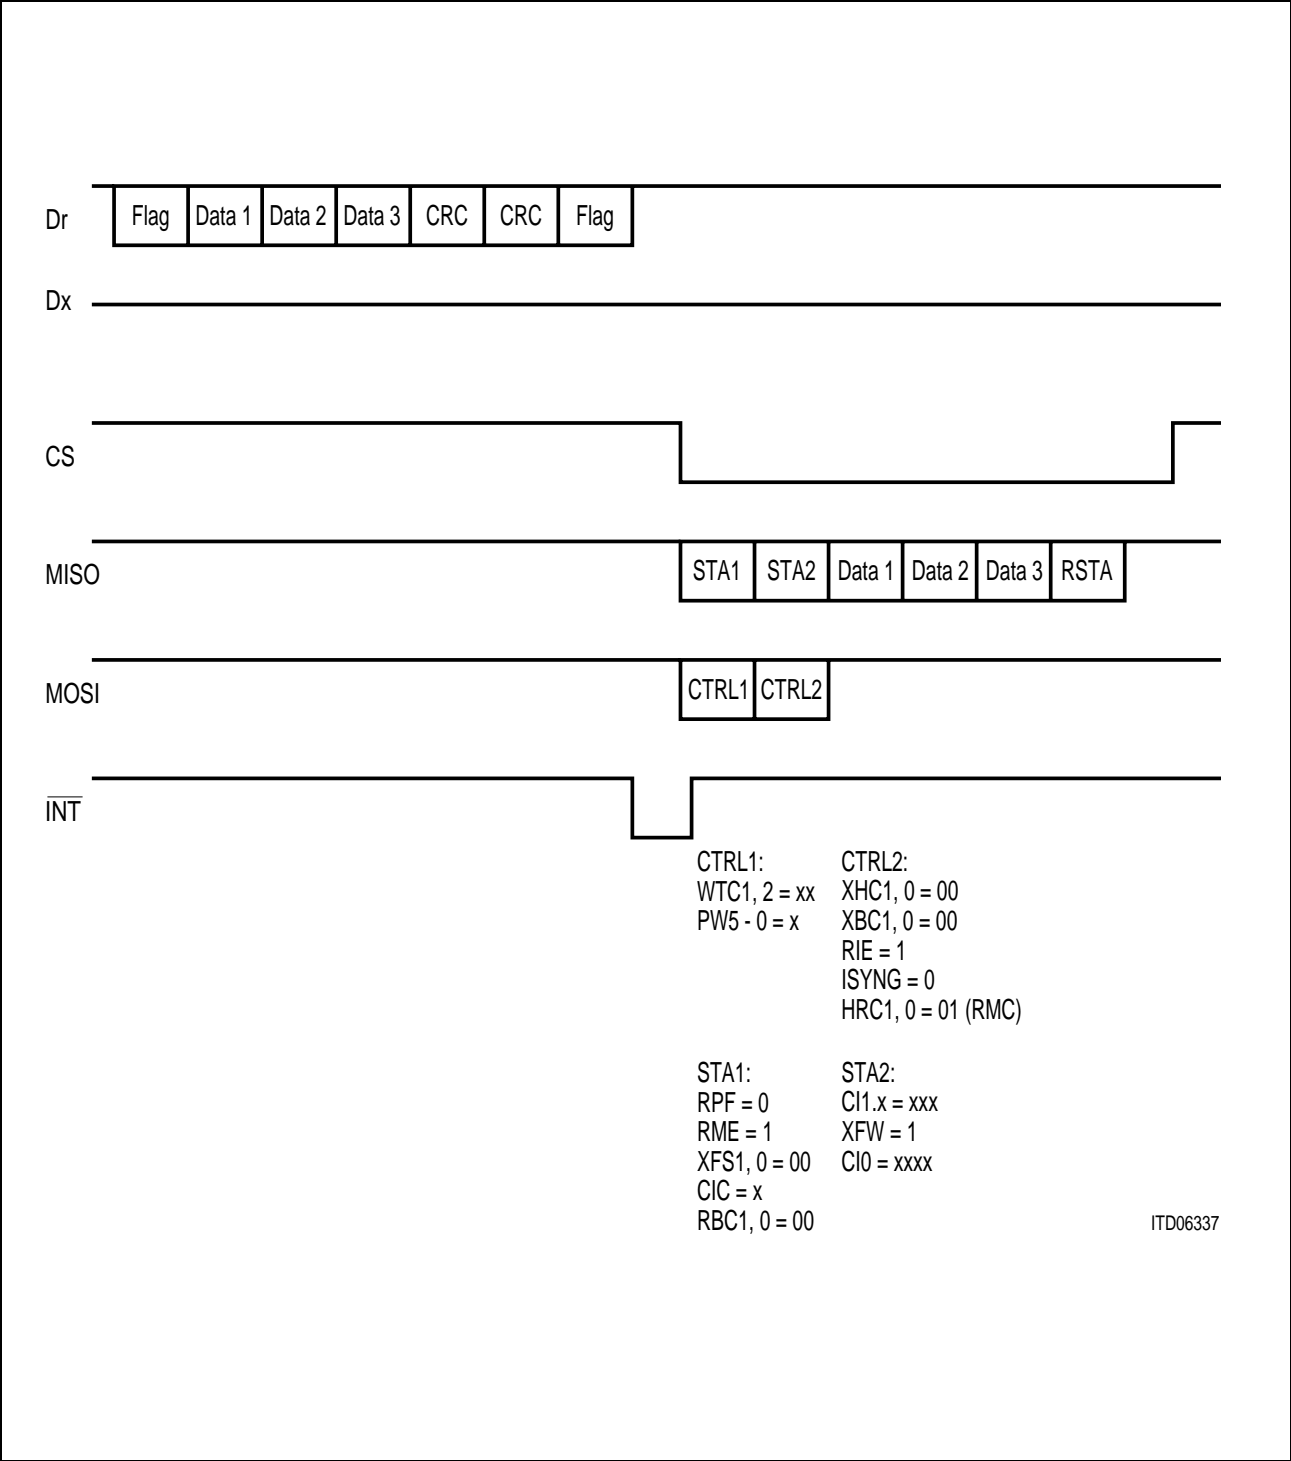 Dr Flag Data 1 Data 2 Data 3 CRC CRC Flag
Dx
CS
MISO STA1 STA2 Data 1 Data 2 Data 3 RSTA
MOSI CTRL1 CTRL2
INT
CTRL1: CTRL2:
WTC1, 2 = xx XHC1, 0 = 00
PW5 - 0 = x XBC1, 0 = 00
RIE = 1
ISYNG = 0
HRC1, 0 = 01 (RMC)
STA1: STA2:
RPF = 0 CI1.x = xxx
RME = 1 XFW = 1
XFS1, 0 = 00 CI0 = xxxx
CIC = x
RBC1, 0 = 00 ITD06337